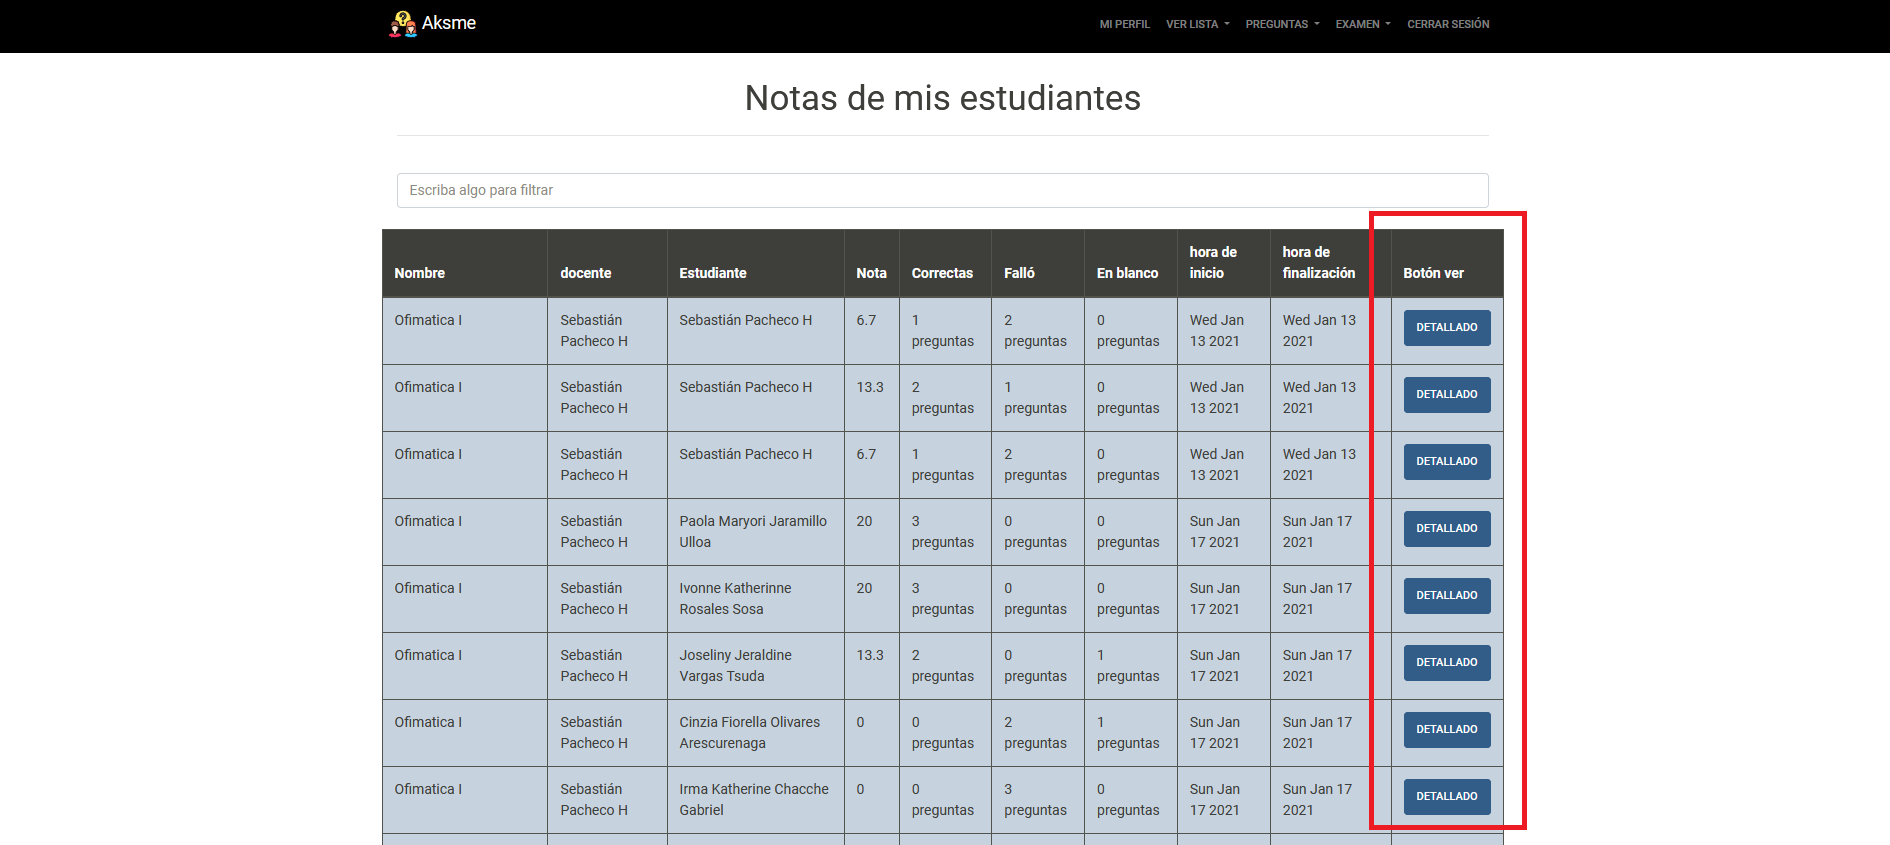 Aksme
MI PERFIL VER LISTA PREGUNTAS EXAMEN CERRAR SESIÓN
Notas de mis estudiantes
Escriba algo para filtrar
Nombre docente Estudiante Nota Correctas Falló En blanco hora de inicio hora de finalización Botón ver
Ofimatica I Sebastián Pacheco H Sebastián Pacheco H 6.7 1 preguntas 2 preguntas 0 preguntas Wed Jan 13 2021 Wed Jan 13 2021 DETALLADO
Ofimatica I Sebastián Pacheco H Sebastián Pacheco H 13.3 2 preguntas 1 preguntas 0 preguntas Wed Jan 13 2021 Wed Jan 13 2021 DETALLADO
Ofimatica I Sebastián Pacheco H Sebastián Pacheco H 6.7 1 preguntas 2 preguntas 0 preguntas Wed Jan 13 2021 Wed Jan 13 2021 DETALLADO
Ofimatica I Sebastián Pacheco H Paola Maryori Jaramillo Ulloa 20 3 preguntas 0 preguntas 0 preguntas Sun Jan 17 2021 Sun Jan 17 2021 DETALLADO
Ofimatica I Sebastián Pacheco H Ivonne Katherinne Rosales Sosa 20 3 preguntas 0 preguntas 0 preguntas Sun Jan 17 2021 Sun Jan 17 2021 DETALLADO
Ofimatica I Sebastián Pacheco H Joseliny Jeraldine Vargas Tsuda 13.3 2 preguntas 0 preguntas 1 preguntas Sun Jan 17 2021 Sun Jan 17 2021 DETALLADO
Ofimatica I Sebastián Pacheco H Cinzia Fiorella Olivares Arescurenaga 0 0 preguntas 2 preguntas 1 preguntas Sun Jan 17 2021 Sun Jan 17 2021 DETALLADO
Ofimatica I Sebastián Pacheco H Irma Katherine Chacche Gabriel 0 0 preguntas 3 preguntas 0 preguntas Sun Jan 17 2021 Sun Jan 17 2021 DETALLADO